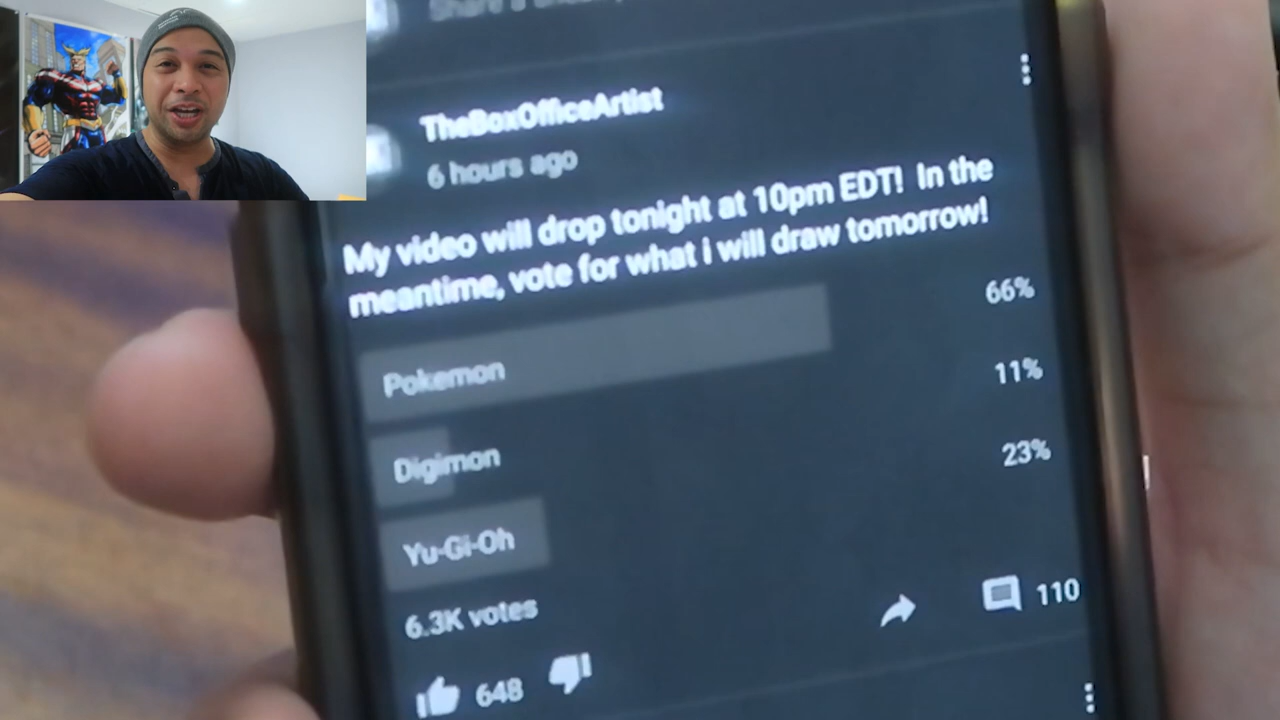 TheBoxOfficeArtist
6 hours ago
My video will drop tonight at 10pm EDT! In the
meantime, vote for what i will draw tomorrow!
66%
Pokemon
11%
Digimon
23%
Yu-Gi-Oh
6.3K votes
110
648